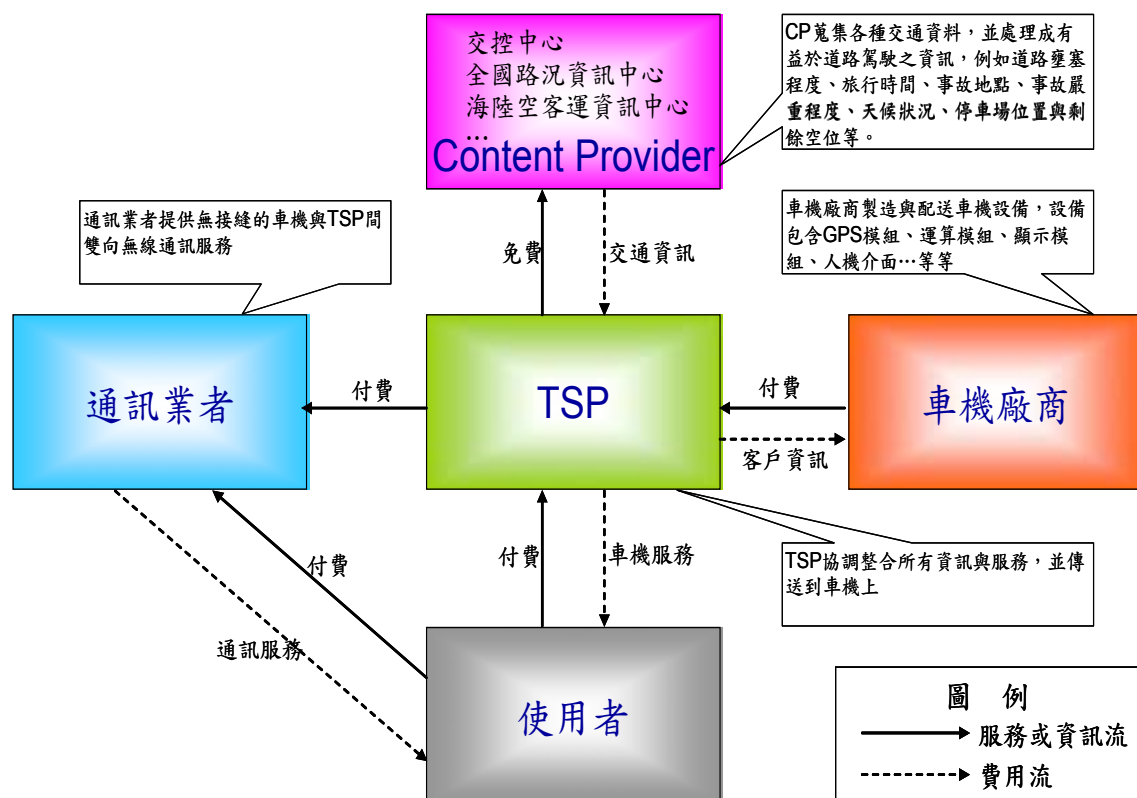 交控中心
全國路況資訊中心
海陸空客運資訊中心
…
Content Provider
CP蒐集各種交通資料，並處理成有
益於道路駕駛之資訊，例如道路壅塞
程度、旅行時間、事故地點、事故嚴
重程度、天候狀況、停車場位置與剩
餘空位等。
通訊業者提供無接縫的車機與TSP間
雙向無線通訊服務
車機廠商製造與配送車機設備，設備
包含GPS模組、運算模組、顯示模
組、人機介面…等等
免費
交通資訊
通訊業者
付費
TSP
付費
客戶資訊
車機廠商
付費
通訊服務
付費
車機服務
TSP協調整合所有資訊與服務，並傳
送到車機上
使用者
圖 例
服務或資訊流
費用流